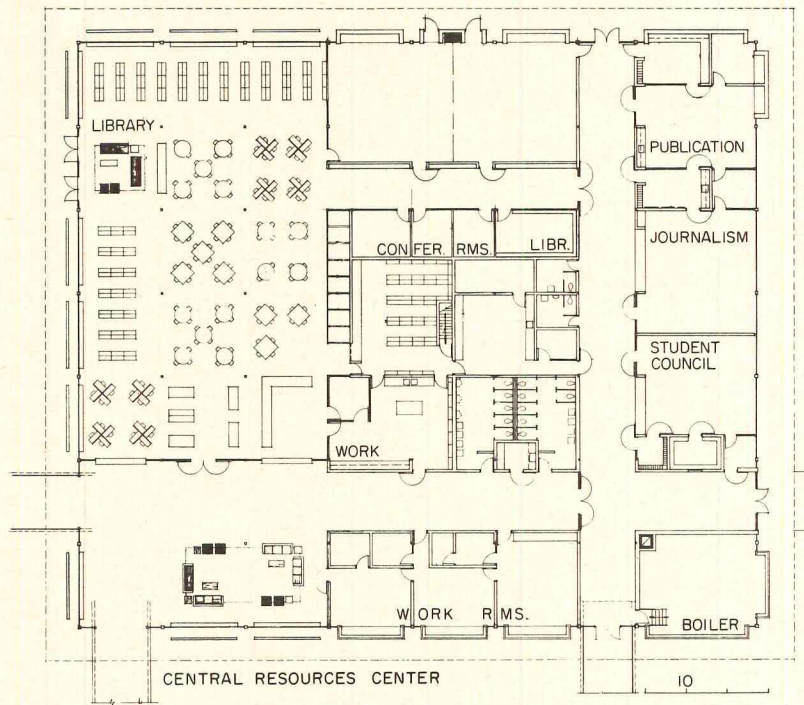 LIBRARY
PUBLICATION
CONFER. RMS. LIBR.
JOURNALISM
STUDENT
COUNCIL
WORK
WORK RMS.
BOILER
CENTRAL RESOURCES CENTER
10